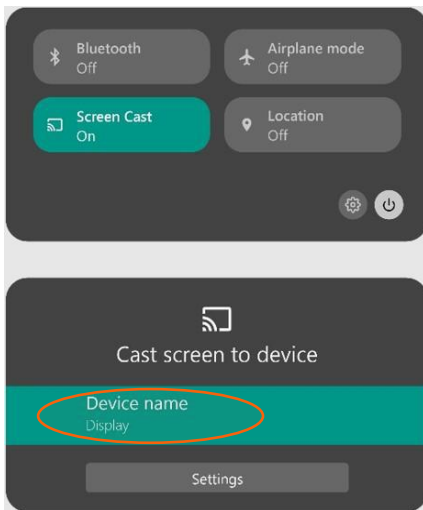 Bluetooth
Off
Airplane mode
Off
Screen Cast
On
Location
Off
Cast screen to device
Device name
Display
Settings